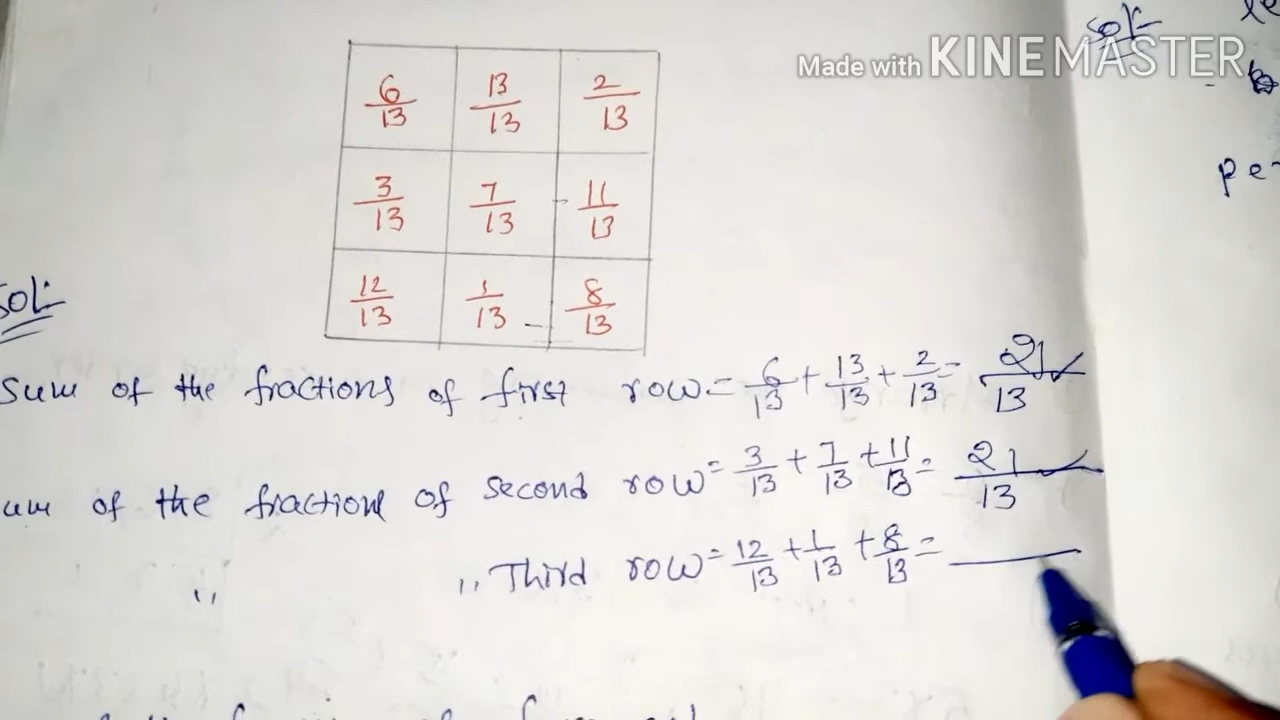 Made with KINEMASTER
Sol:-
6/13 13/13 2/13
3/13 7/13 11/13
12/13 1/13 8/13
Sol:-
Sum of the fractions of first row = 6/13 + 13/13 + 2/13 = 21/13
um of the fraction of second row = 3/13 + 7/13 + 11/13 = 21/13
" " Third row = 12/13 + 1/13 + 8/13 =